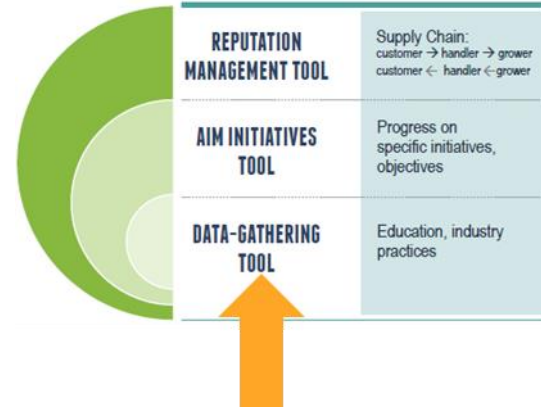 REPUTATION
MANAGEMENT TOOL
Supply Chain:
customer → handler → grower
customer ← handler ← grower
AIM INITIATIVES
TOOL
Progress on
specific initiatives,
objectives
DATA-GATHERING
TOOL
Education, industry
practices